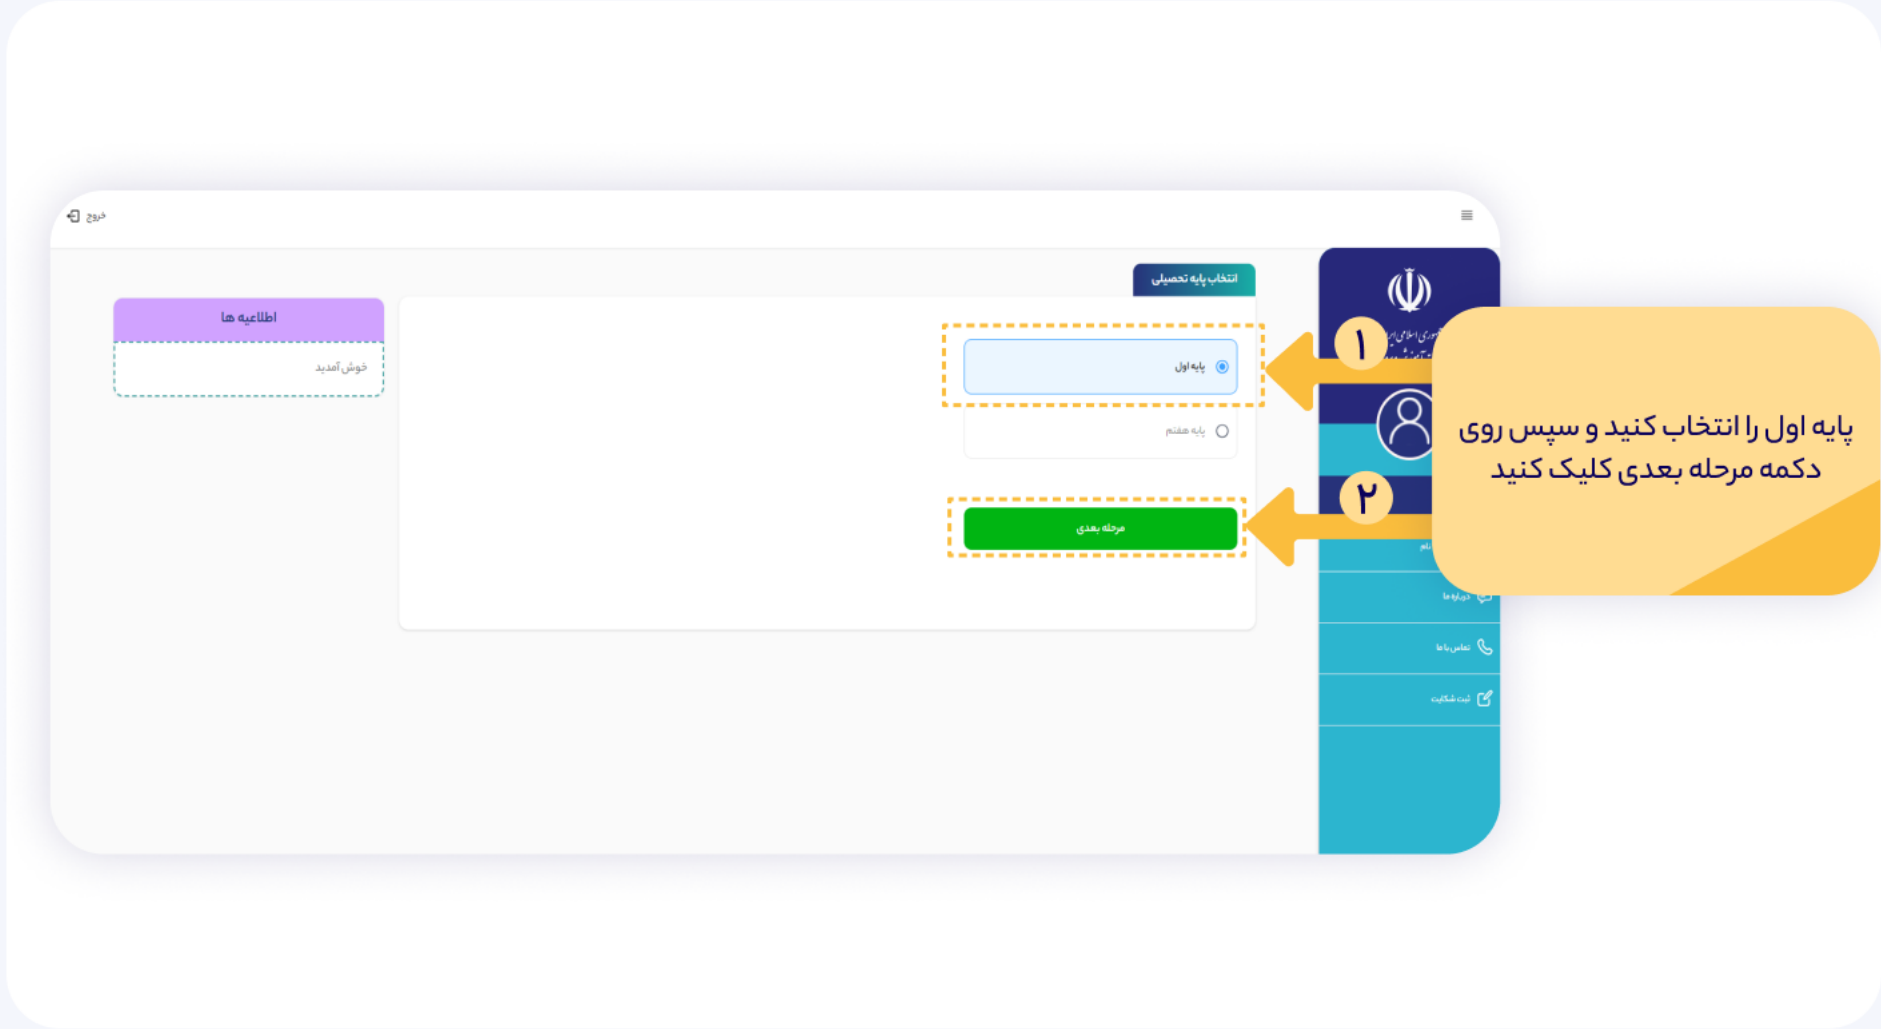 خروج
انتخاب پایه تحصیلی
اطلاعیه ها
خوش آمدید
پایه اول
پایه هفتم
مرحله بعدی
۱
۲
پایه اول را انتخاب کنید و سپس روی
دکمه مرحله بعدی کلیک کنید
نام
درباره ما
تماس با ما
ثبت شکایت